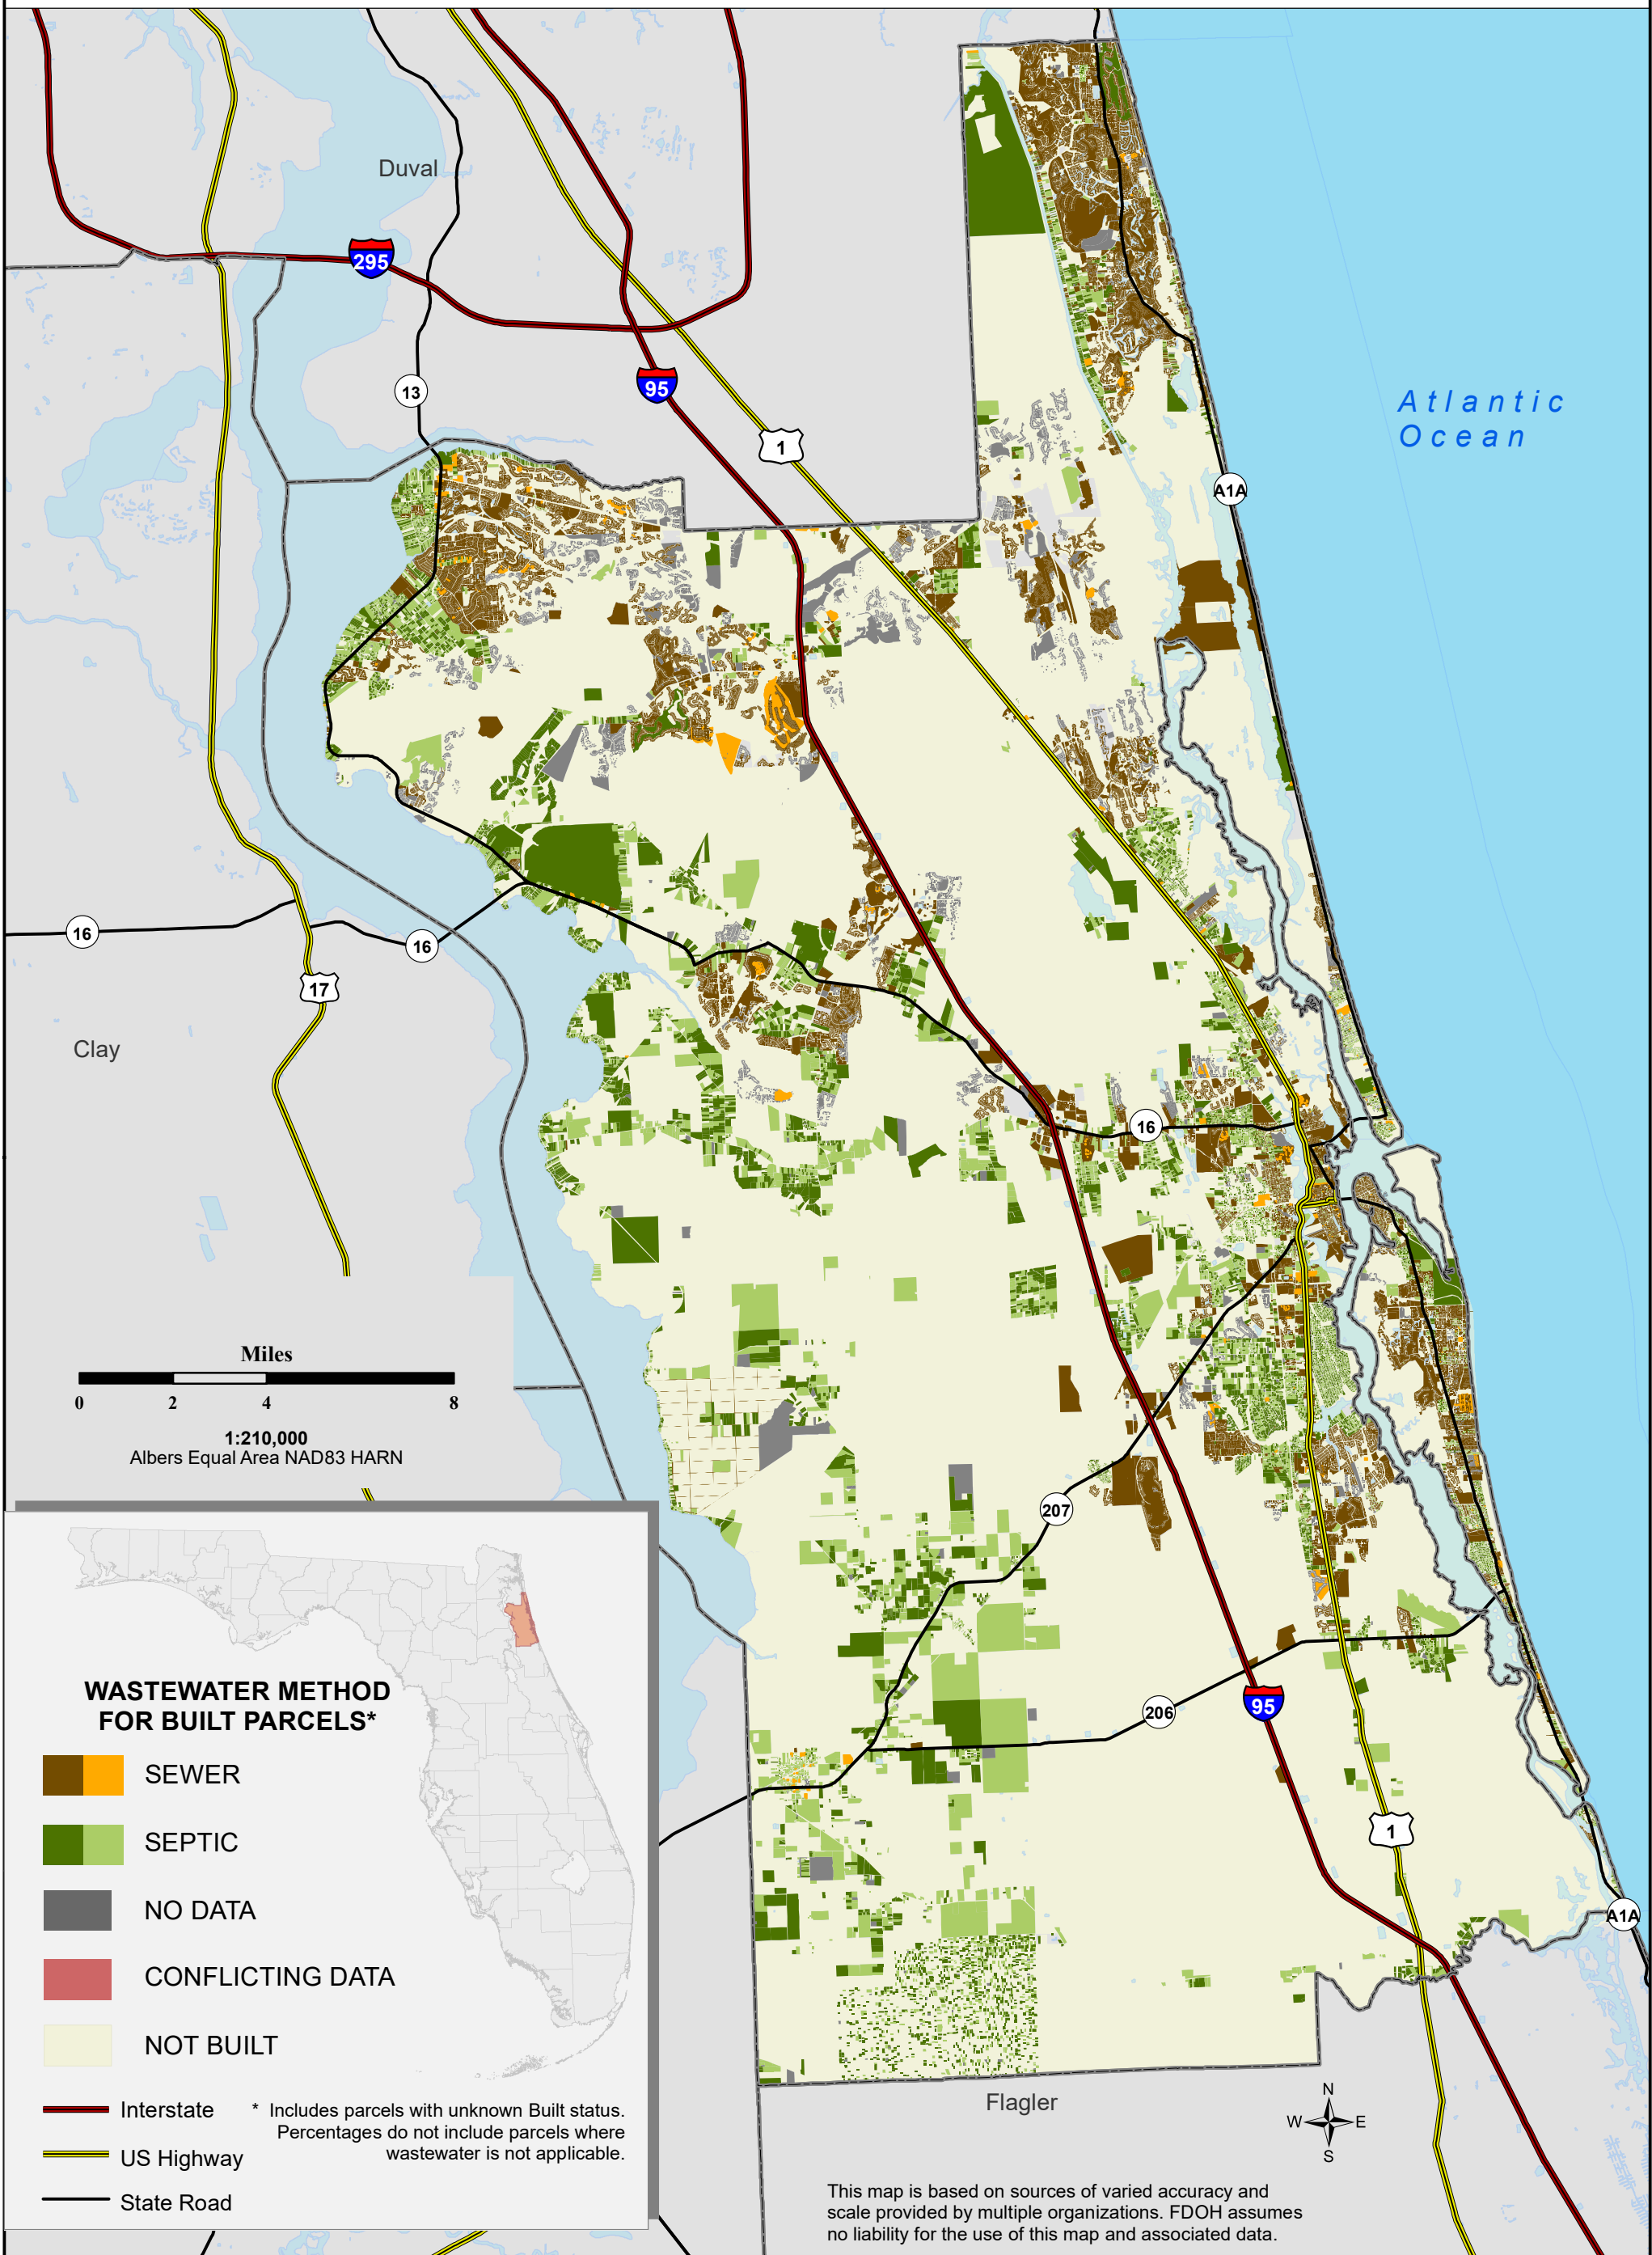 Duval
295
13
95
1
Atlantic
Ocean
A1A
16
16
17
Clay
16
Miles
0 2 4 8
1:210,000
Albers Equal Area NAD83 HARN
207
206
95
1
A1A
WASTEWATER METHOD
FOR BUILT PARCELS*
SEWER
SEPTIC
NO DATA
CONFLICTING DATA
NOT BUILT
Interstate
US Highway
State Road
* Includes parcels with unknown Built status.
Percentages do not include parcels where
wastewater is not applicable.
Flagler
N
W E
S
This map is based on sources of varied accuracy and
scale provided by multiple organizations. FDOH assumes
no liability for the use of this map and associated data.